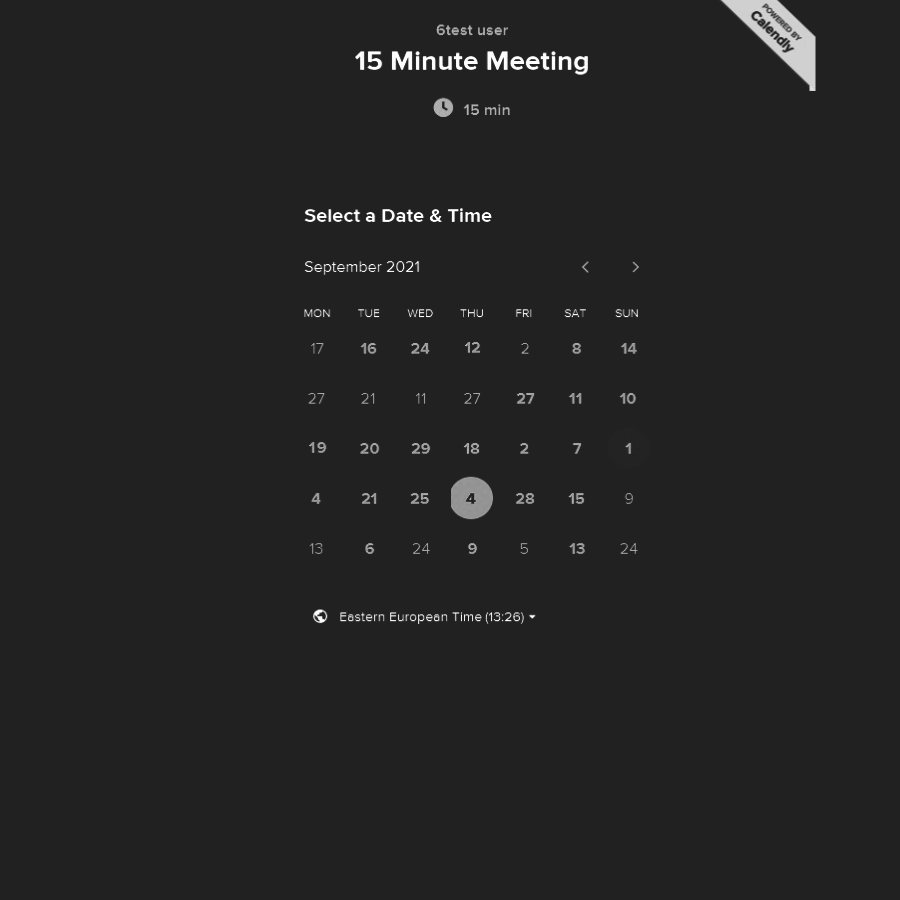 6test user
POWERED BY
Calendly
15 Minute Meeting
15 min
Select a Date & Time
September 2021
MON TUE WED THU FRI SAT SUN
17 16 24 12 2 8 14
27 21 11 27 27 11 10
19 20 29 18 2 7 1
4 21 25 4 28 15 9
13 6 24 9 5 13 24
Eastern European Time (13:26)